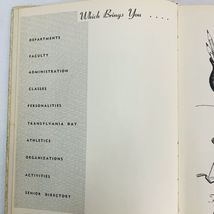 Which Brings You ....
DEPARTMENTS
FACULTY
ADMINISTRATION
CLASSES
PERSONALITIES
TRANSYLVANIA DAY
ATHLETICS
ORGANIZATIONS
ACTIVITIES
SENIOR DIRECTORY